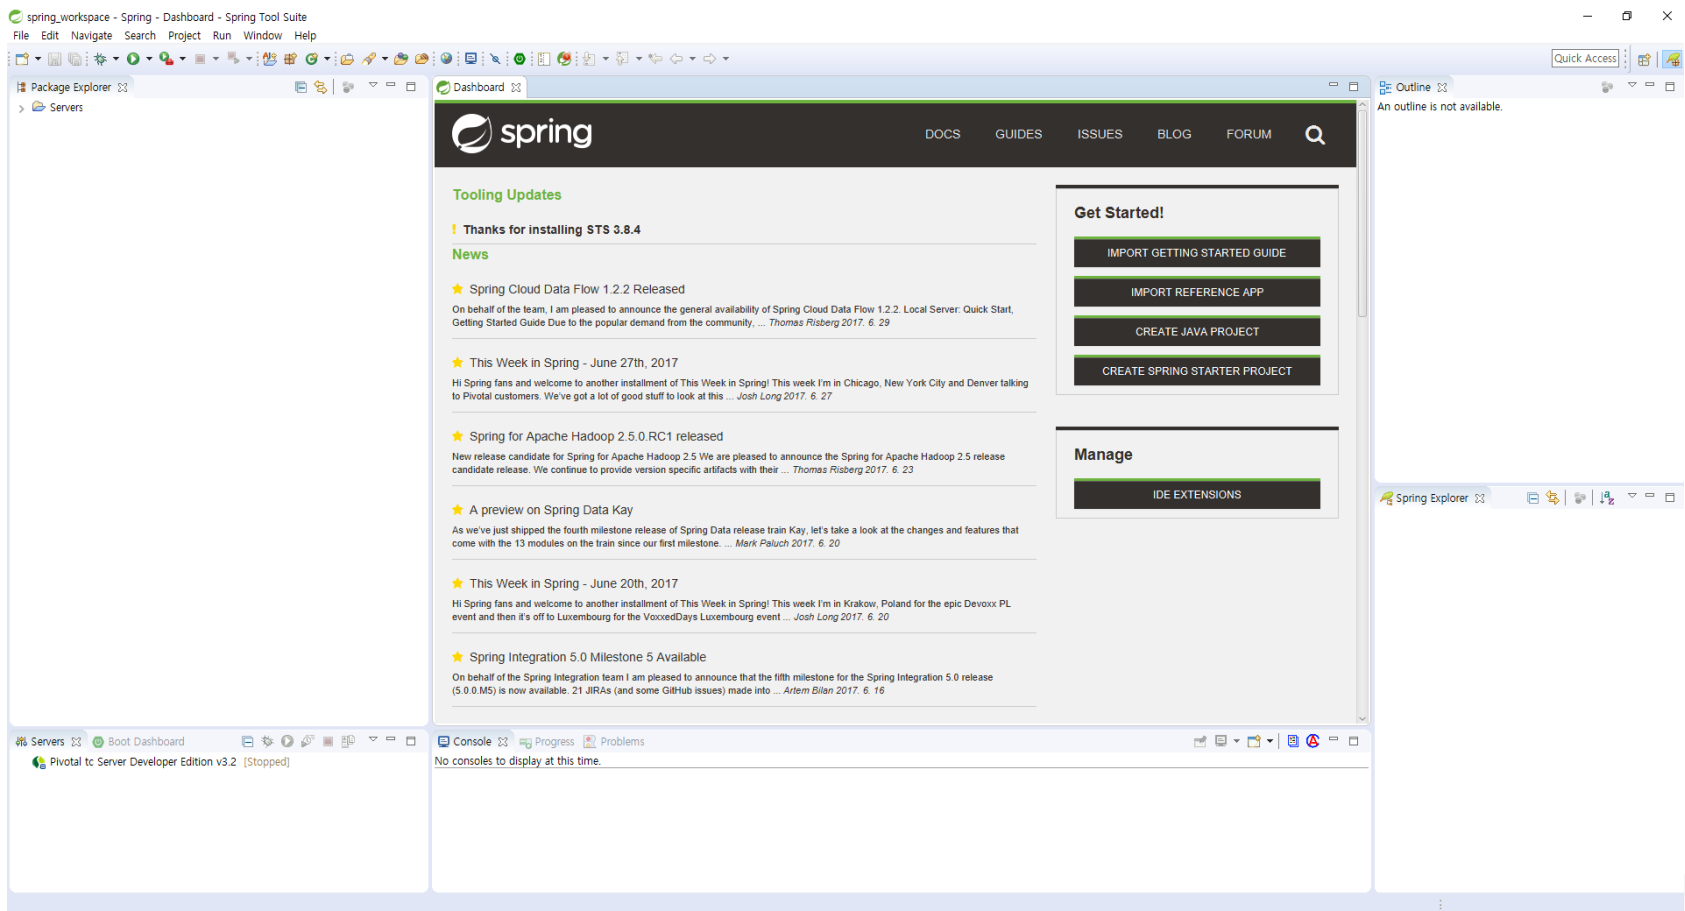 spring_workspace - Spring - Dashboard - Spring Tool Suite
File Edit Navigate Search Project Run Window Help
Quick Access
Package Explorer
Servers
Dashboard
spring
DOCS GUIDES ISSUES BLOG FORUM
Tooling Updates
! Thanks for installing STS 3.8.4
News
Spring Cloud Data Flow 1.2.2 Released
On behalf of the team, I am pleased to announce the general availability of Spring Cloud Data Flow 1.2.2. Local Server: Quick Start,
Getting Started Guide Due to the popular demand from the community, ... Thomas Risberg 2017. 6. 29
This Week in Spring - June 27th, 2017
Hi Spring fans and welcome to another installment of This Week in Spring! This week I'm in Chicago, New York City and Denver talking
to Pivotal customers. We've got a lot of good stuff to look at this ... Josh Long 2017. 6. 27
Spring for Apache Hadoop 2.5.0.RC1 released
New release candidate for Spring for Apache Hadoop 2.5 We are pleased to announce the Spring for Apache Hadoop 2.5 release
candidate release. We continue to provide version specific artifacts with their ... Thomas Risberg 2017. 6. 23
A preview on Spring Data Kay
As we've just shipped the fourth milestone release of Spring Data release train Kay, let's take a look at the changes and features that
come with the 13 modules on the train since our first milestone. ... Mark Paluch 2017. 6. 20
This Week in Spring - June 20th, 2017
Hi Spring fans and welcome to another installment of This Week in Spring! This week I'm in Krakow, Poland for the epic Devoxx PL
event and then it's off to Luxembourg for the VoxxedDays Luxembourg event ... Josh Long 2017. 6. 20
Spring Integration 5.0 Milestone 5 Available
On behalf of the Spring Integration team I am pleased to announce that the fifth milestone for the Spring Integration 5.0 release
(5.0.0.M5) is now available. 21 JIRAs (and some GitHub issues) made into ... Artem Bilan 2017. 6. 16
Get Started!
IMPORT GETTING STARTED GUIDE
IMPORT REFERENCE APP
CREATE JAVA PROJECT
CREATE SPRING STARTER PROJECT
Manage
IDE EXTENSIONS
Outline
An outline is not available.
Spring Explorer
Servers Boot Dashboard
Pivotal tc Server Developer Edition v3.2 [Stopped]
Console Progress Problems
No consoles to display at this time.